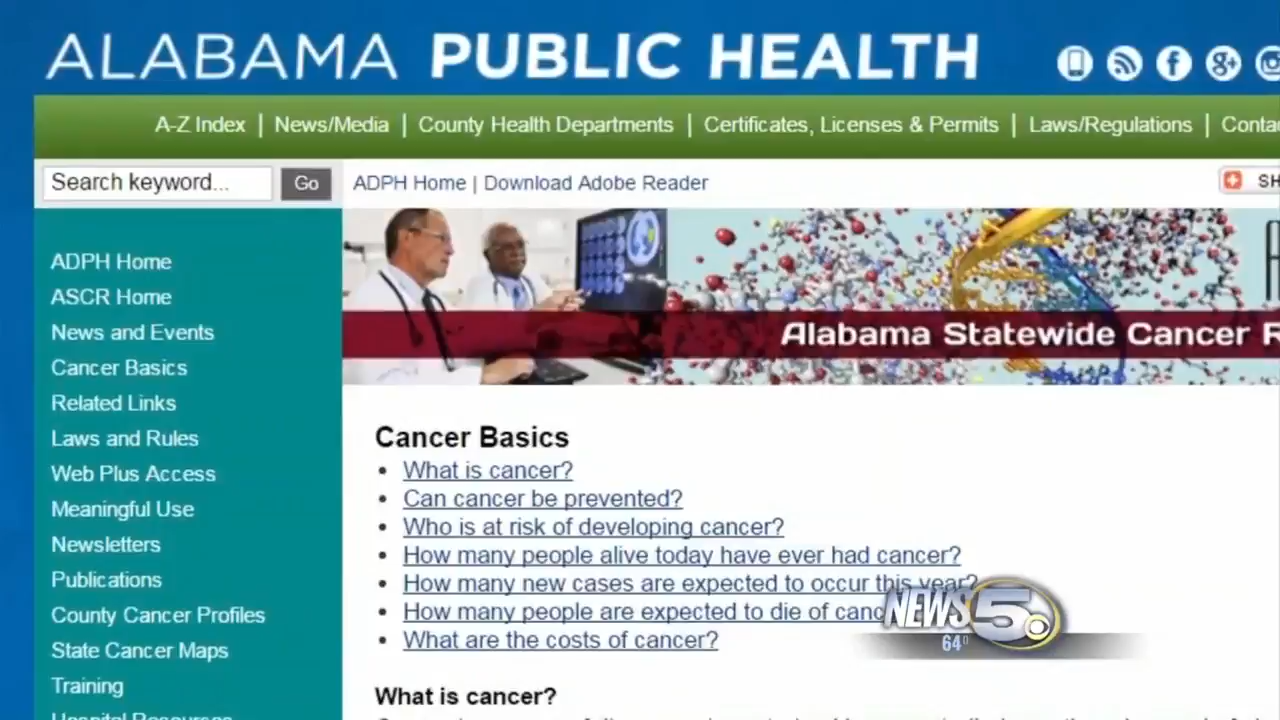 ALABAMA PUBLIC HEALTH
A-Z Index | News/Media | County Health Departments | Certificates, Licenses & Permits | Laws/Regulations | Conta
Search keyword... Go ADPH Home | Download Adobe Reader SH
ADPH Home
ASCR Home
News and Events
Cancer Basics
Related Links
Laws and Rules
Web Plus Access
Meaningful Use
Newsletters
Publications
County Cancer Profiles
State Cancer Maps
Training
Hospital Resources
Alabama Statewide Cancer R
Cancer Basics
• What is cancer?
• Can cancer be prevented?
• Who is at risk of developing cancer?
• How many people alive today have ever had cancer?
• How many new cases are expected to occur this year?
• How many people are expected to die of canc
• What are the costs of cancer?
What is cancer?
NEWS 5
64°